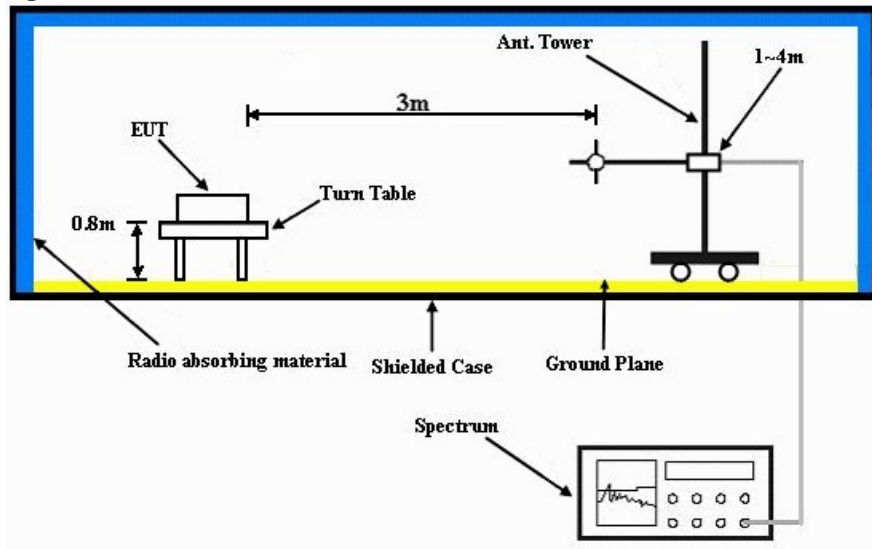 Ant. Tower
1~4m
3m
EUT
Turn Table
0.8m
Radio absorbing material
Shielded Case
Ground Plane
Spectrum